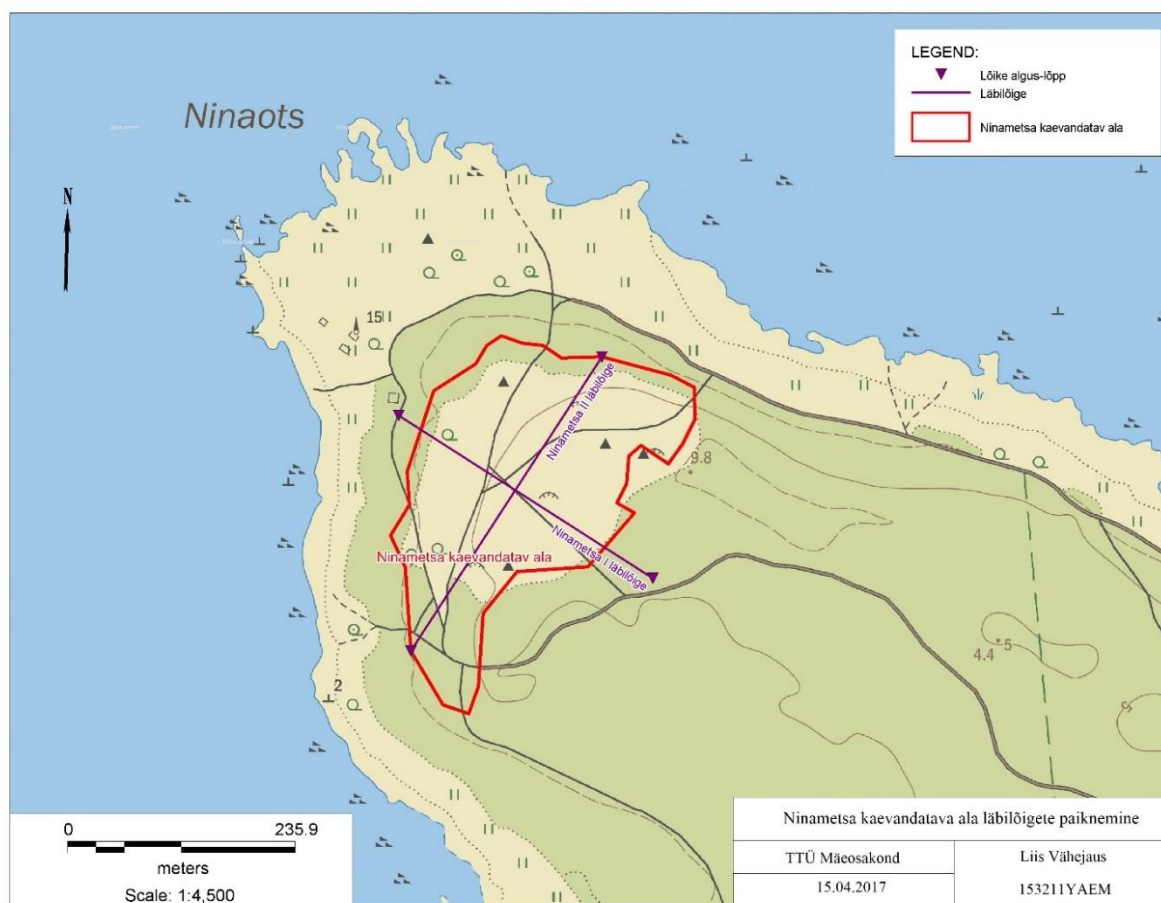 LEGEND:
Lõike algus-lõpp
Läbilõige
Ninametsa kaevandatav ala
Ninaots
N
15
Ninametsa II läbilõige
9.8
Ninametsa kaevandatav ala
Ninametsa I läbilõige
4.4
5
2
5
0
235.9
meters
Scale: 1:4,500
Ninametsa kaevandatava ala läbilõigete paiknemine
TTÜ Mäeosakond
Liis Vähejaus
15.04.2017
153211YAEM